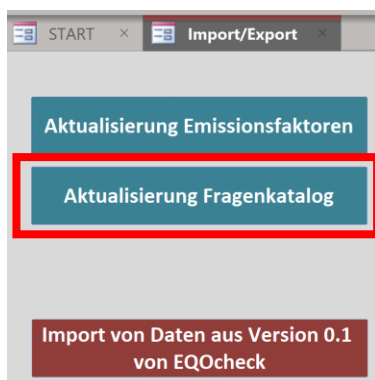 START × Import/Export ×
Aktualisierung Emissionsfaktoren
Aktualisierung Fragenkatalog
Import von Daten aus Version 0.1
von EQOcheck